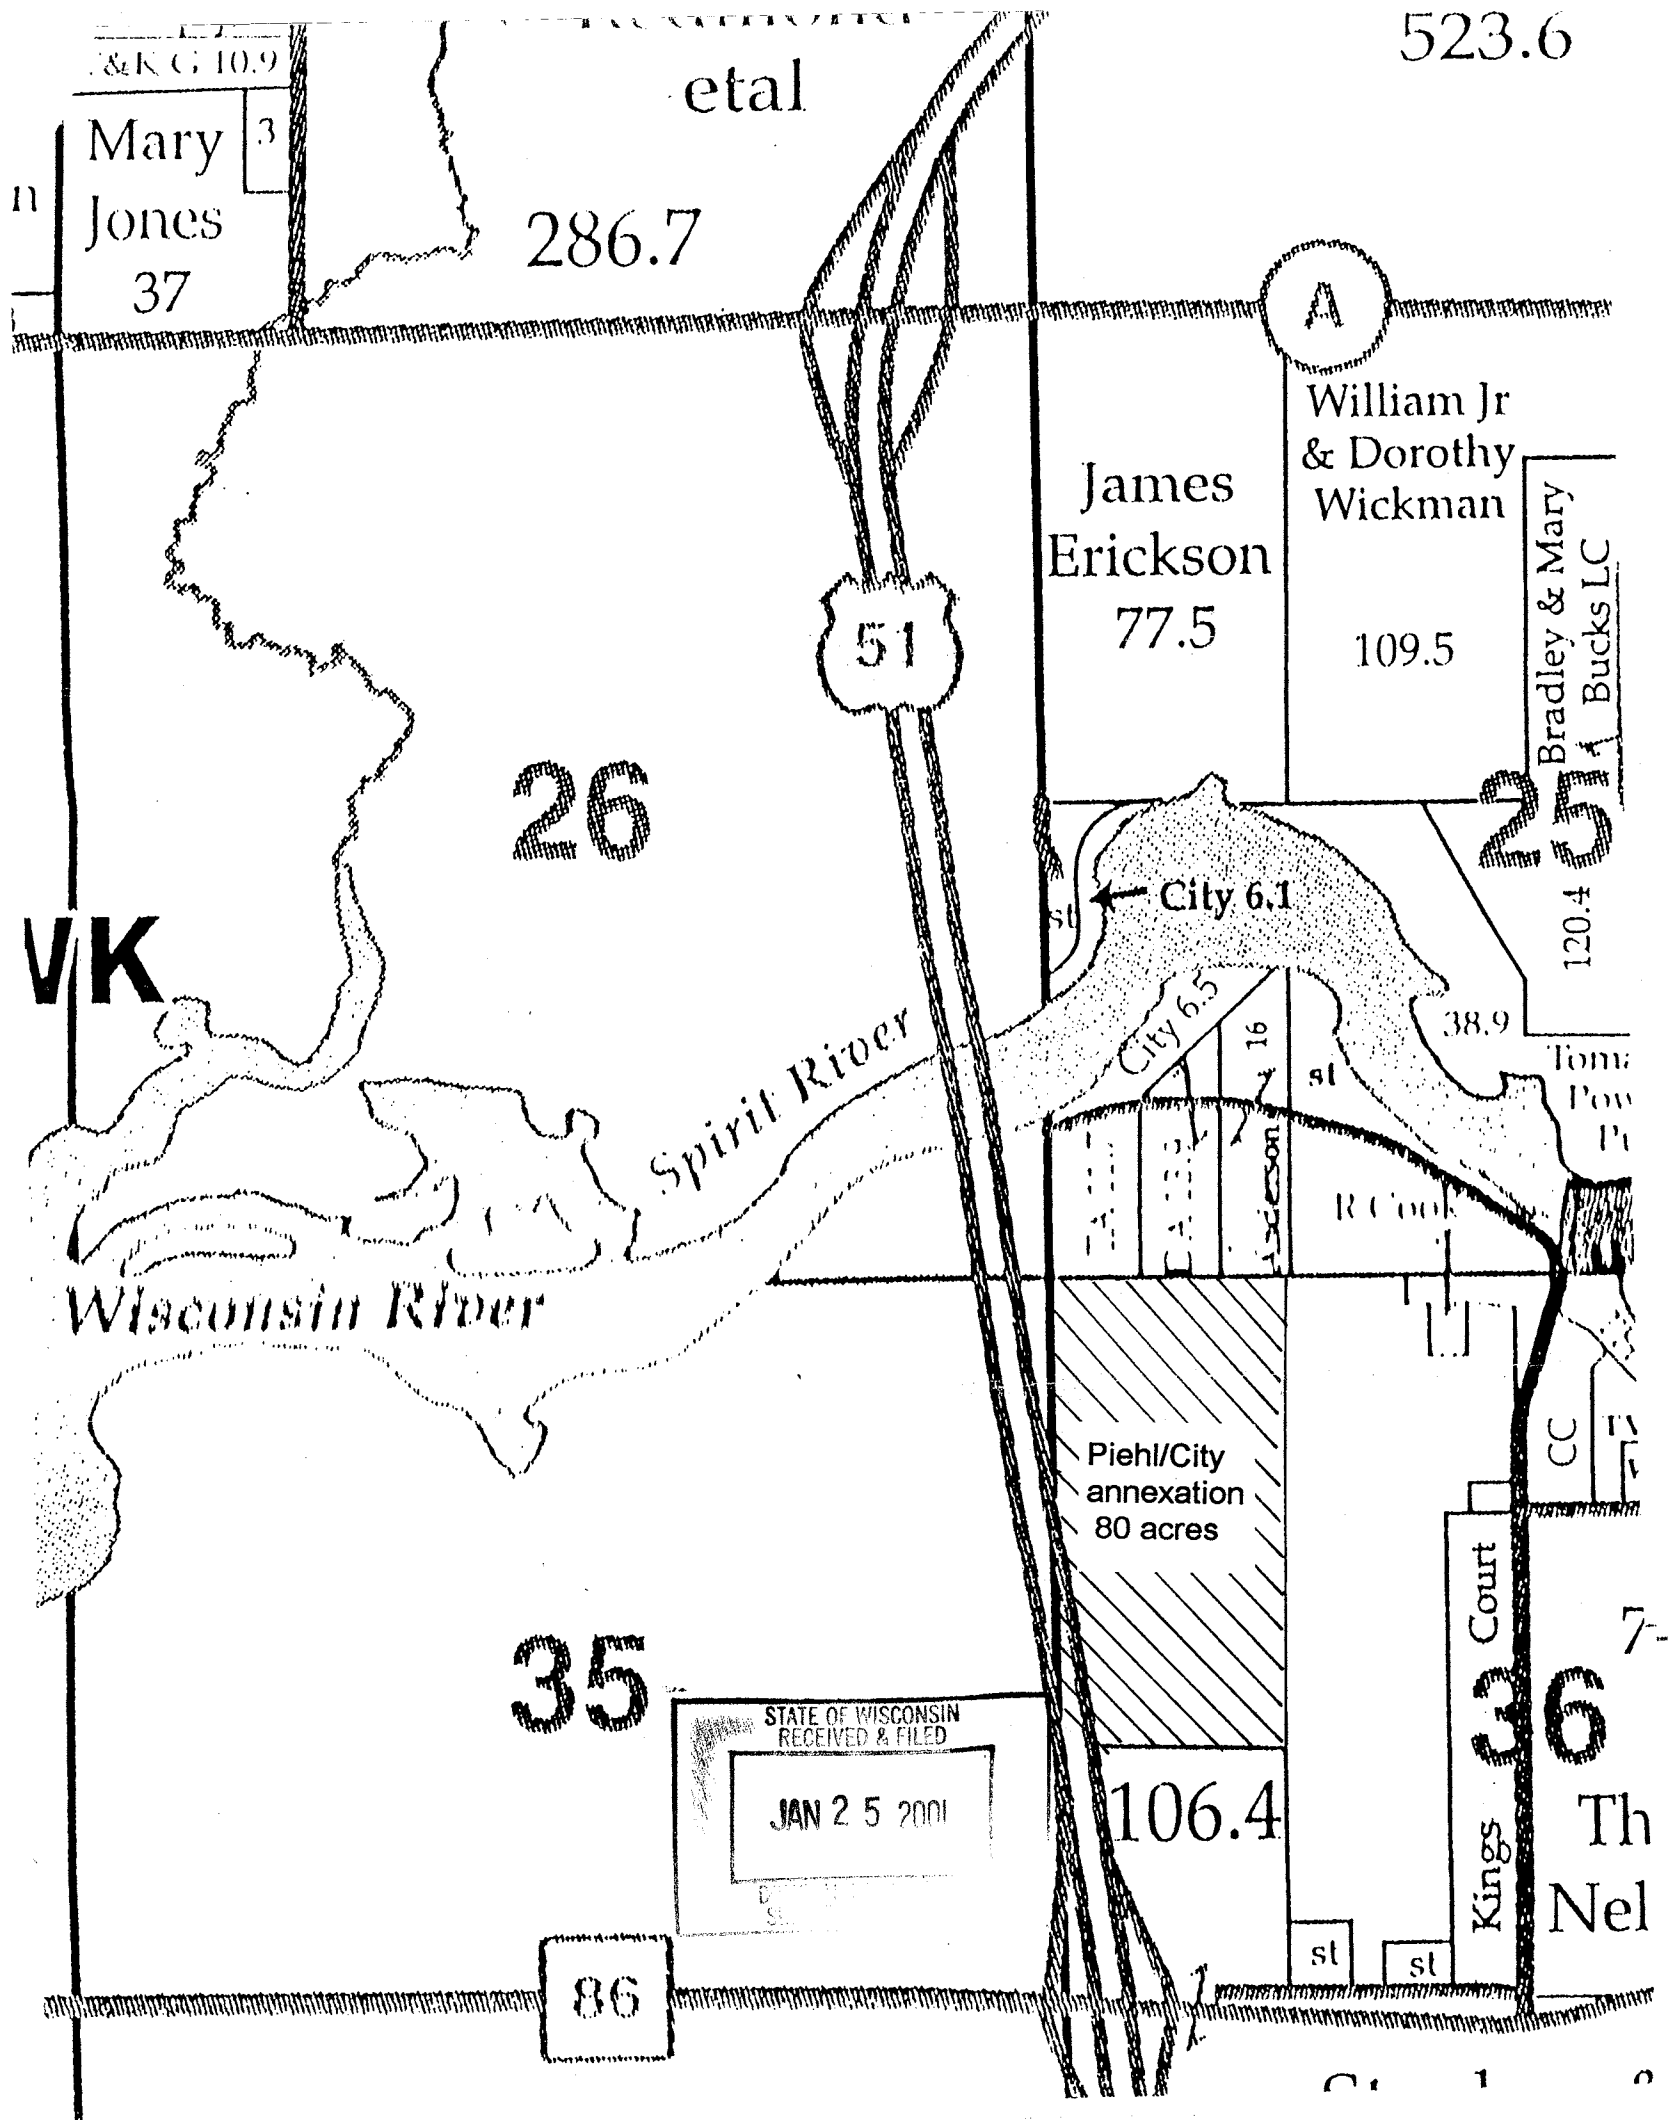 523.6
etal
&K G 10.9
Mary
Jones
37
3
n
286.7
A
William Jr
& Dorothy
Wickman
109.5
James
Erickson
77.5
Bradley & Mary
Bucks LC
51
26
25
120.4
VK
st
City 6.1
City 6.5
16
st
38.9
Spirit River
R Cook
Wisconsin River
Piehl/City
annexation
80 acres
CC
Kings Court
35
36
STATE OF WISCONSIN
RECEIVED & FILED
JAN 25 2001
106.4
Th
Nel
st
st
86